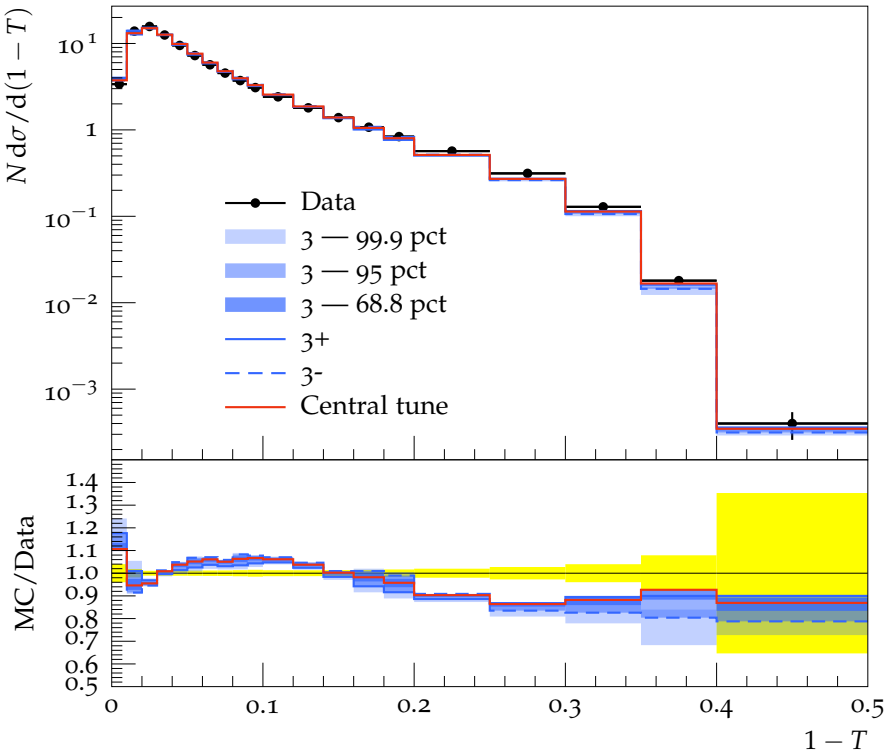 N dσ/d(1 − T)
10¹
1
10⁻¹
10⁻²
10⁻³
Data
3 — 99.9 pct
3 — 95 pct
3 — 68.8 pct
3+
3-
Central tune
MC/Data
1.4
1.3
1.2
1.1
1.0
0.9
0.8
0.7
0.6
0.5
0 0.1 0.2 0.3 0.4 0.5
1 − T